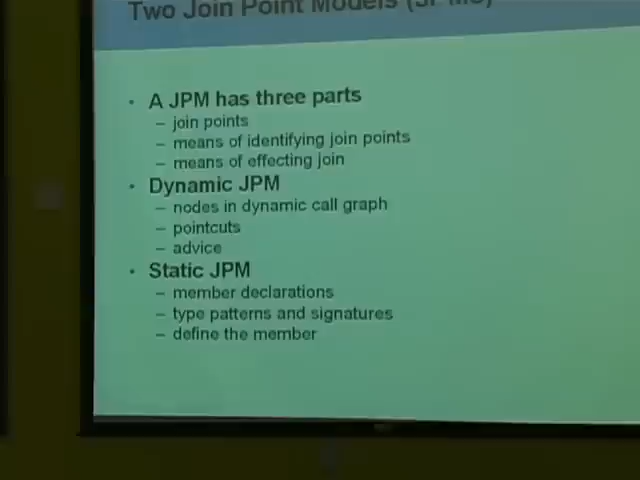 Two Join Point Models (JPMs)
• A JPM has three parts
– join points
– means of identifying join points
– means of effecting join
• Dynamic JPM
– nodes in dynamic call graph
– pointcuts
– advice
• Static JPM
– member declarations
– type patterns and signatures
– define the member